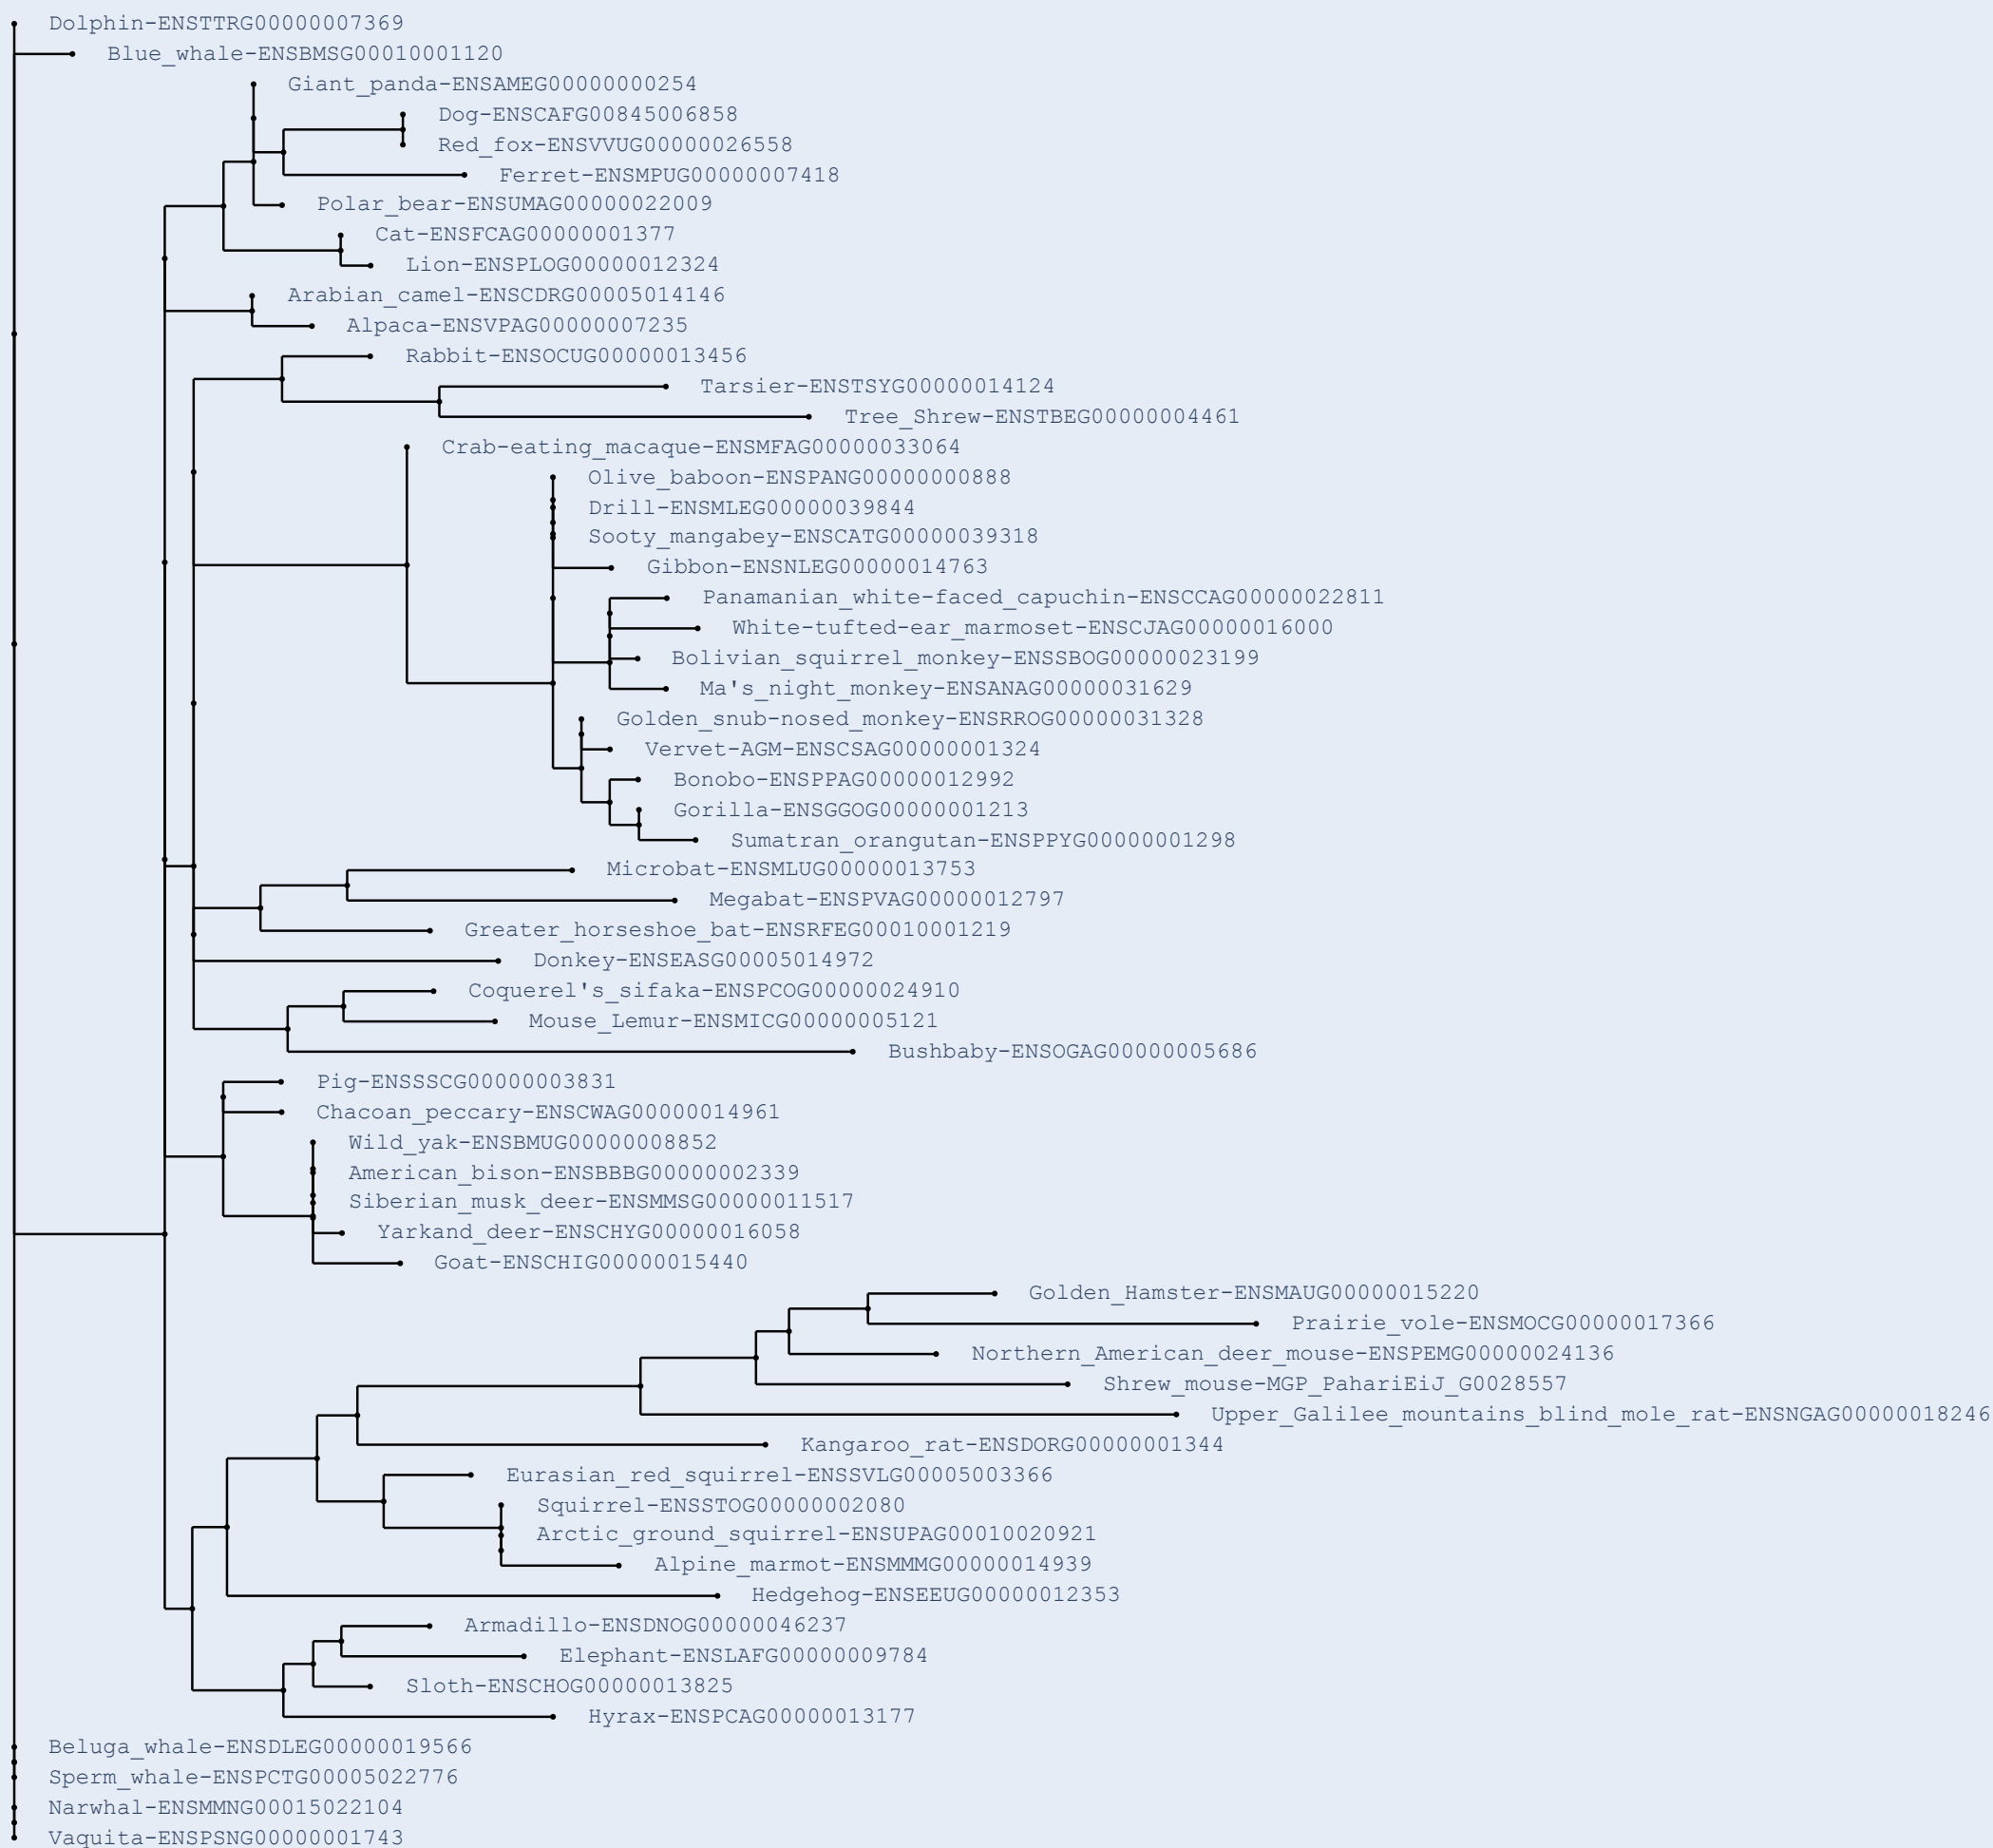 Dolphin-ENSTTRG00000007369
Blue_whale-ENSBMSG00010001120
Giant_panda-ENSAMEG00000000254
Dog-ENSCAFG00845006858
Red_fox-ENSVVUG00000026558
Ferret-ENSMPUG00000007418
Polar_bear-ENSUMAG00000022009
Cat-ENSFCAG00000001377
Lion-ENSPLOG00000012324
Arabian_camel-ENSCDRG00005014146
Alpaca-ENSVPAG00000007235
Rabbit-ENSOCUG00000013456
Tarsier-ENSTSYG00000014124
Tree_Shrew-ENSTBEG00000004461
Crab-eating_macaque-ENSMFAG00000033064
Olive_baboon-ENSPANG00000000888
Drill-ENSMLEG00000039844
Sooty_mangabey-ENSCATG00000039318
Gibbon-ENSNLEG00000014763
Panamanian_white-faced_capuchin-ENSCCAG00000022811
White-tufted-ear_marmoset-ENSCJAG00000016000
Bolivian_squirrel_monkey-ENSSBOG00000023199
Ma's_night_monkey-ENSANAG00000031629
Golden_snub-nosed_monkey-ENSRROG00000031328
Vervet-AGM-ENSCSAG00000001324
Bonobo-ENSPPAG00000012992
Gorilla-ENSGGOG00000001213
Sumatran_orangutan-ENSPPYG00000001298
Microbat-ENSMLUG00000013753
Megabat-ENSPVAG00000012797
Greater_horseshoe_bat-ENSRFEG00010001219
Donkey-ENSEASG00005014972
Coquerel's_sifaka-ENSPCOG00000024910
Mouse_Lemur-ENSMICG00000005121
Bushbaby-ENSOGAG00000005686
Pig-ENSSSCG00000003831
Chacoan_peccary-ENSCWAG00000014961
Wild_yak-ENSBMUG00000008852
American_bison-ENSBBBG00000002339
Siberian_musk_deer-ENSMMSG00000011517
Yarkand_deer-ENSCHYG00000016058
Goat-ENSCHIG00000015440
Golden_Hamster-ENSMAUG00000015220
Prairie_vole-ENSMOCG00000017366
Northern_American_deer_mouse-ENSPEMG00000024136
Shrew_mouse-MGP_PahariEiJ_G0028557
Upper_Galilee_mountains_blind_mole_rat-ENSNGAG00000018246
Kangaroo_rat-ENSDORG00000001344
Eurasian_red_squirrel-ENSSVLG00005003366
Squirrel-ENSSTOG00000002080
Arctic_ground_squirrel-ENSUPAG00010020921
Alpine_marmot-ENSMMMG00000014939
Hedgehog-ENSEEUG00000012353
Armadillo-ENSDNOG00000046237
Elephant-ENSLAFG00000009784
Sloth-ENSCHOG00000013825
Hyrax-ENSPCAG00000013177
Beluga_whale-ENSDLEG00000019566
Sperm_whale-ENSPCTG00005022776
Narwhal-ENSMMNG00015022104
Vaquita-ENSPSNG00000001743